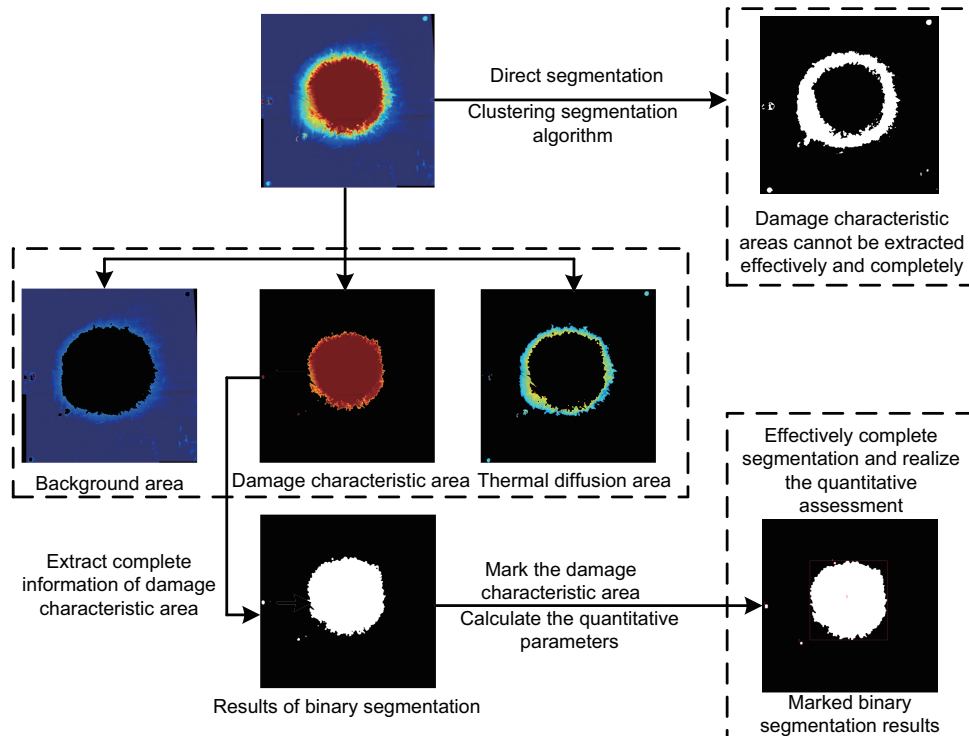 Direct segmentation
Clustering segmentation
algorithm
Damage characteristic
areas cannot be extracted
effectively and completely
Background area
Damage characteristic area
Thermal diffusion area
Extract complete
information of damage
characteristic area
Results of binary segmentation
Mark the damage
characteristic area
Calculate the quantitative
parameters
Effectively complete
segmentation and realize
the quantitative
assessment
Marked binary
segmentation results